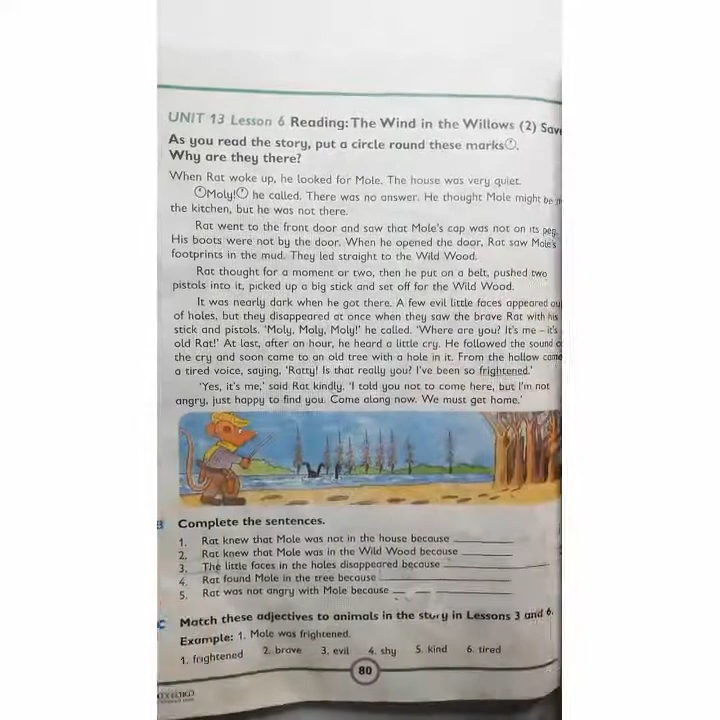 UNIT 13 Lesson 6 Reading: The Wind in the Willows (2)
As you read the story, put a circle round these marks'.
Why are they there?
When Rat woke up, he looked for Mole. The house was very quiet.
'Moly!' he called. There was no answer. He thought Mole might be
the kitchen, but he was not there.
Rat went to the front door and saw that Mole's cap was not on its peg.
His boots were not by the door. When he opened the door, Rat saw Mole's
footprints in the mud. They led straight to the Wild Wood.
Rat thought for a moment or two, then he put on a belt, pushed two
pistols into it, picked up a big stick and set off for the Wild Wood.
It was nearly dark when he got there. A few evil little faces appeared
of holes, but they disappeared at once when they saw the brave Rat with his
stick and pistols. 'Moly, Moly, Moly!' he called. 'Where are you? It's me – it's
old Rat!' At last, after an hour, he heard a little cry. He followed the sound
the cry and soon came to an old tree with a hole in it. From the hollow came
a tired voice, saying, 'Ratty! Is that really you? I've been so frightened.'
'Yes, it's me,' said Rat kindly. 'I told you not to come here, but I'm not
angry, just happy to find you. Come along now. We must get home.'
B Complete the sentences.
1. Rat knew that Mole was not in the house because ________
2. Rat knew that Mole was in the Wild Wood because ________
3. The little faces in the holes disappeared because ________
4. Rat found Mole in the tree because ________
5. Rat was not angry with Mole because ________
C Match these adjectives to animals in the story in Lessons 3 and 6.
Example: 1. Mole was frightened.
1. frightened 2. brave 3. evil 4. shy 5. kind 6. tired
80
OXFORD